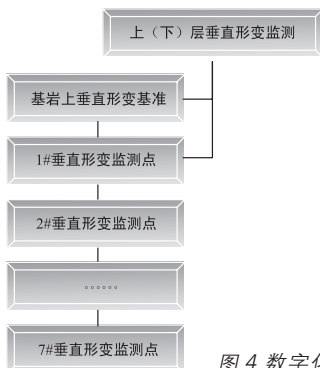 上（下）层垂直形变监测
基岩上垂直形变基准
1#垂直形变监测点
2#垂直形变监测点
。。。。。。
7#垂直形变监测点
图 4 数字化